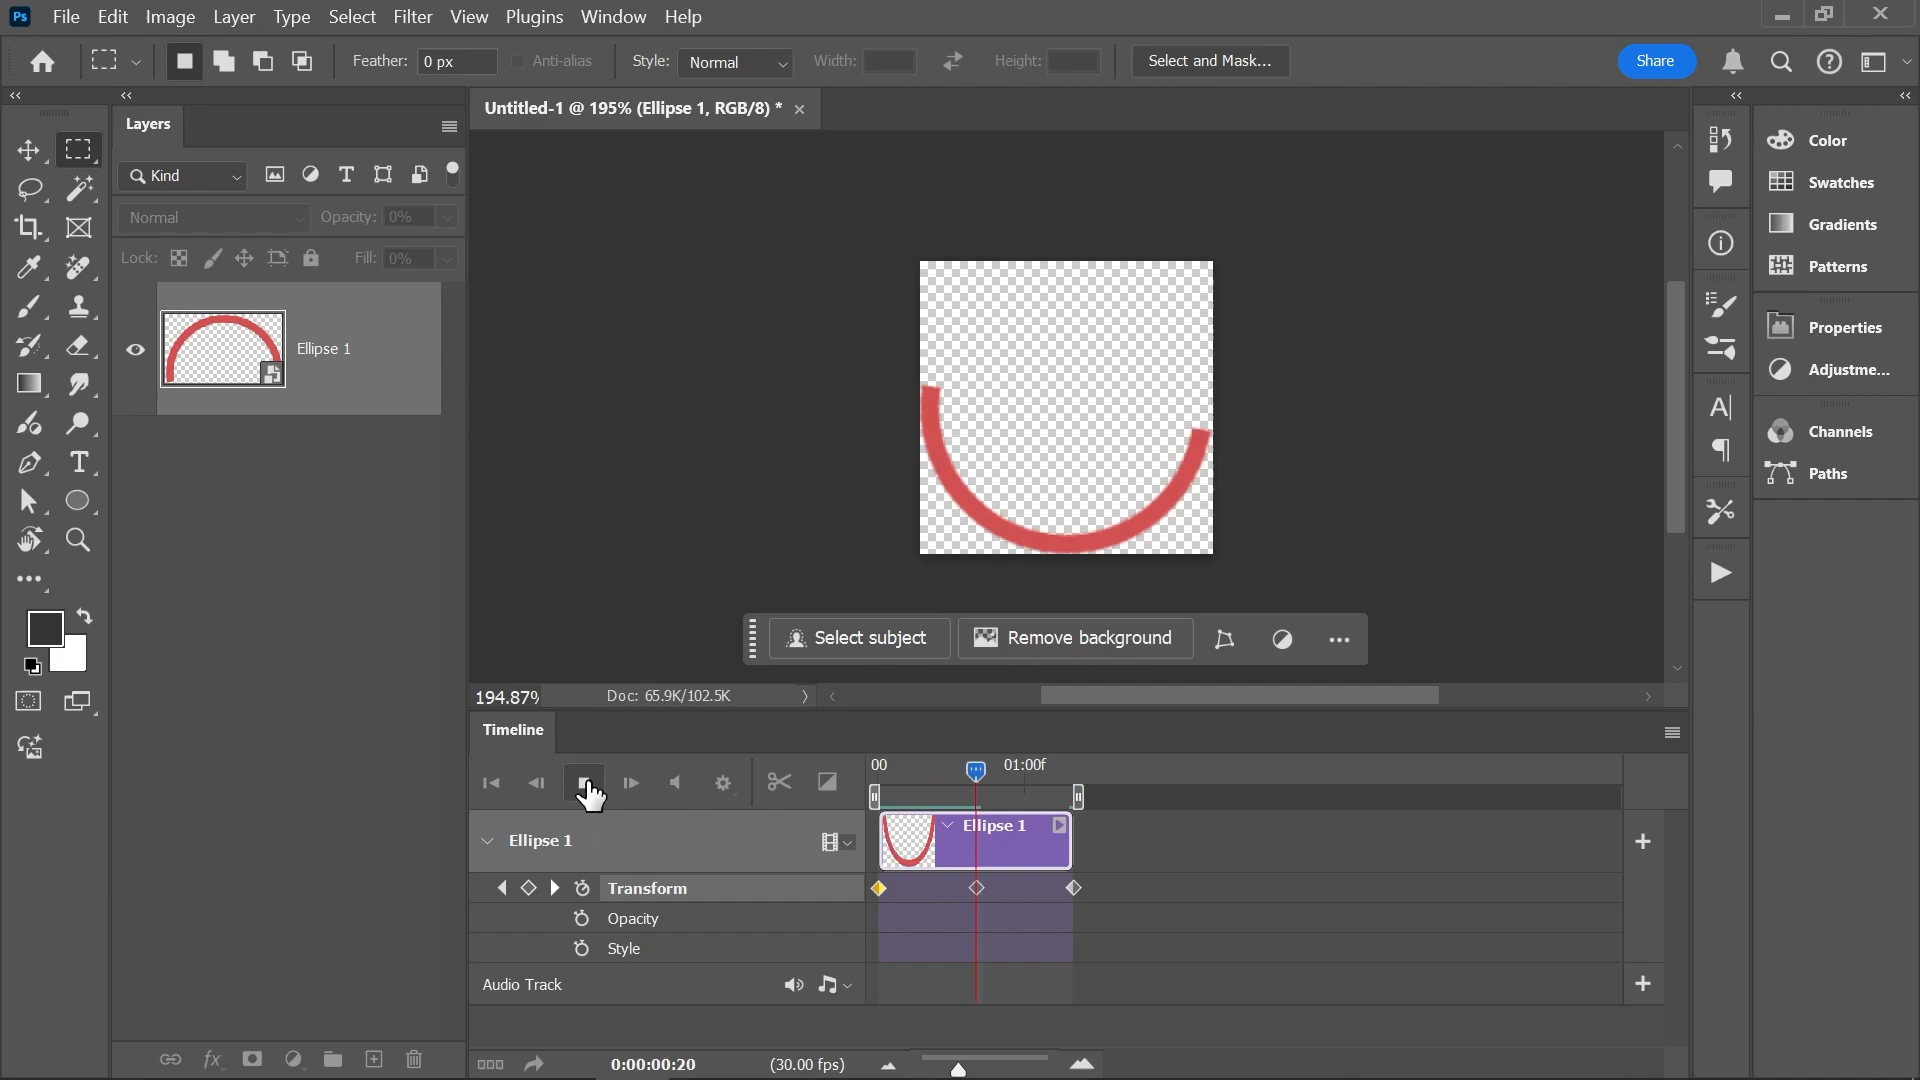 Ps File Edit Image Layer Type Select Filter View Plugins Window Help
Feather: 0 px Anti-alias Style: Normal Width: Height: Select and Mask... Share
Layers
Kind
Normal Opacity: 0%
Lock: Fill: 0%
Ellipse 1
Untitled-1 @ 195% (Ellipse 1, RGB/8) *
Select subject Remove background
194.87% Doc: 65.9K/102.5K
Color
Swatches
Gradients
Patterns
Properties
Adjustme...
Channels
Paths
Timeline
00 01:00f
Ellipse 1 Ellipse 1
Transform
Opacity
Style
Audio Track
0:00:00:20 (30.00 fps)